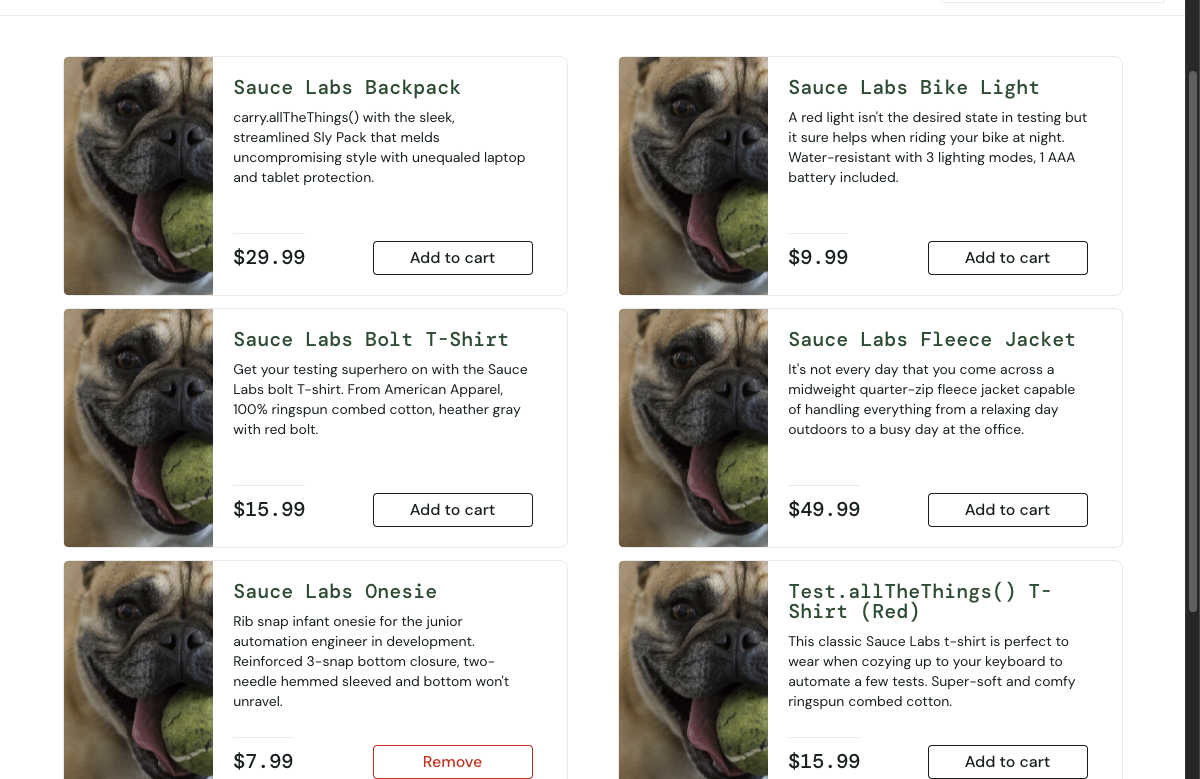 Sauce Labs Backpack
carry.allTheThings() with the sleek,
streamlined Sly Pack that melds
uncompromising style with unequaled laptop
and tablet protection.
$29.99
Add to cart
Sauce Labs Bike Light
A red light isn't the desired state in testing but
it sure helps when riding your bike at night.
Water-resistant with 3 lighting modes, 1 AAA
battery included.
$9.99
Add to cart
Sauce Labs Bolt T-Shirt
Get your testing superhero on with the Sauce
Labs bolt T-shirt. From American Apparel,
100% ringspun combed cotton, heather gray
with red bolt.
$15.99
Add to cart
Sauce Labs Fleece Jacket
It's not every day that you come across a
midweight quarter-zip fleece jacket capable
of handling everything from a relaxing day
outdoors to a busy day at the office.
$49.99
Add to cart
Sauce Labs Onesie
Rib snap infant onesie for the junior
automation engineer in development.
Reinforced 3-snap bottom closure, two-
needle hemmed sleeved and bottom won't
unravel.
$7.99
Remove
Test.allTheThings() T-
Shirt (Red)
This classic Sauce Labs t-shirt is perfect to
wear when cozying up to your keyboard to
automate a few tests. Super-soft and comfy
ringspun combed cotton.
$15.99
Add to cart